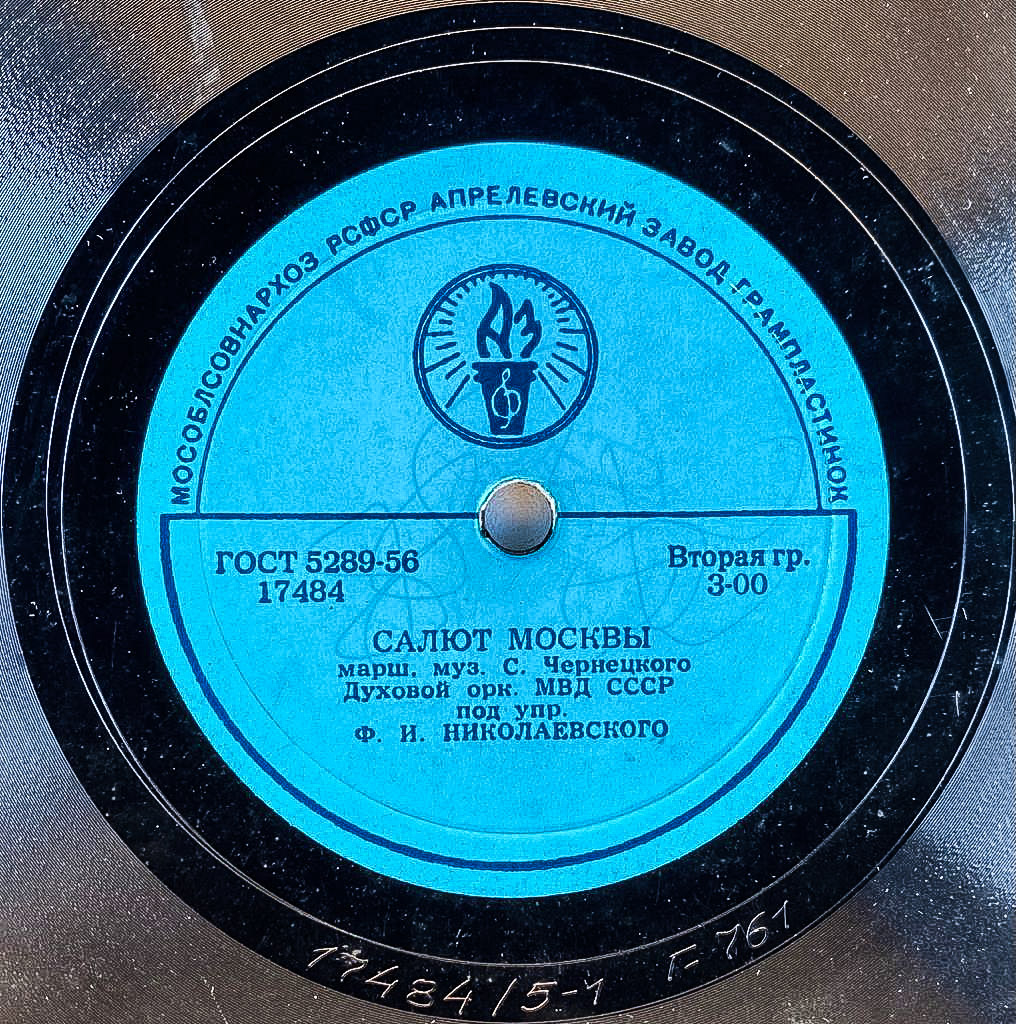 МОСОБЛСОВНАРХОЗ РСФСР АПРЕЛЕВСКИЙ ЗАВОД ГРАМПЛАСТИНОК
АЗ
ГОСТ 5289-56
17484
Вторая гр.
3-00
САЛЮТ МОСКВЫ
марш. муз. С. Чернецкого
Духовой орк. МВД СССР
под упр.
Ф. И. НИКОЛАЕВСКОГО
17484/5-1 Г-761